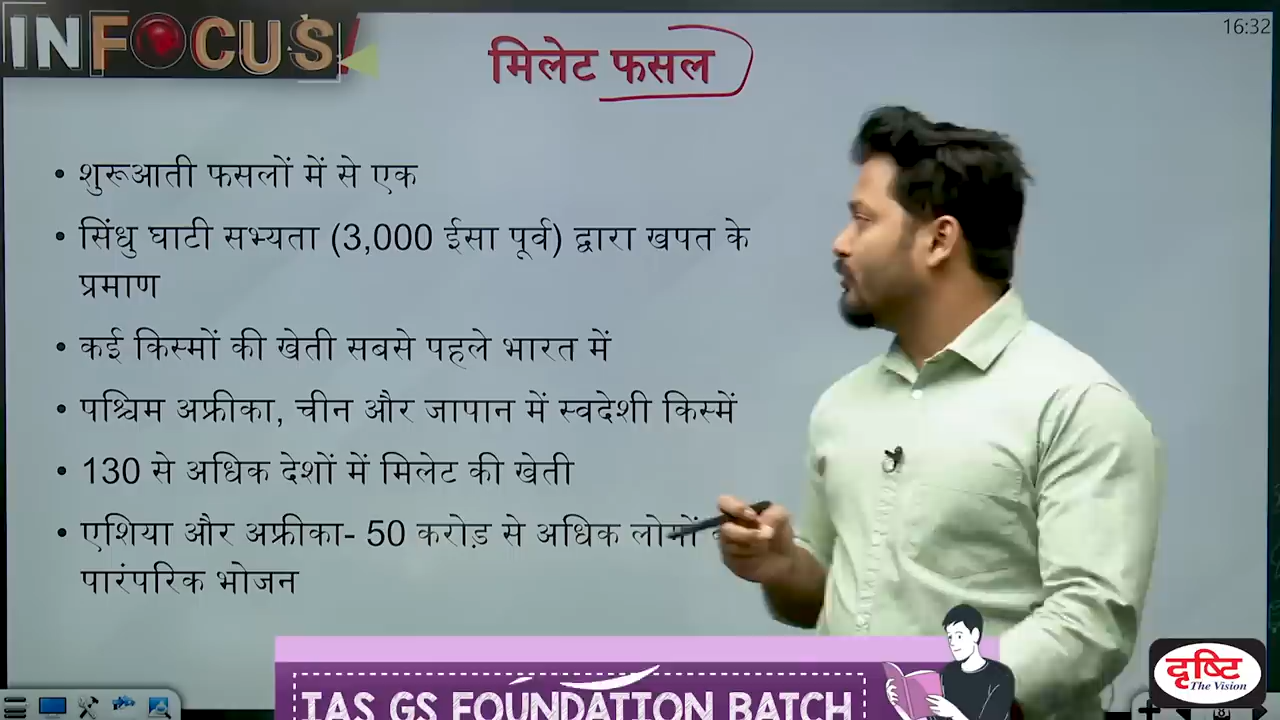 INFOCUS!
16:32
मिलेट फसल
• शुरूआती फसलों में से एक
• सिंधु घाटी सभ्यता (3,000 ईसा पूर्व) द्वारा खपत के
प्रमाण
• कई किस्मों की खेती सबसे पहले भारत में
• पश्चिम अफ्रीका, चीन और जापान में स्वदेशी किस्में
• 130 से अधिक देशों में मिलेट की खेती
• एशिया और अफ्रीका- 50 करोड़ से अधिक लोगों
पारंपरिक भोजन
IAS GS FOUNDATION BATCH
दृष्टि
The Vision